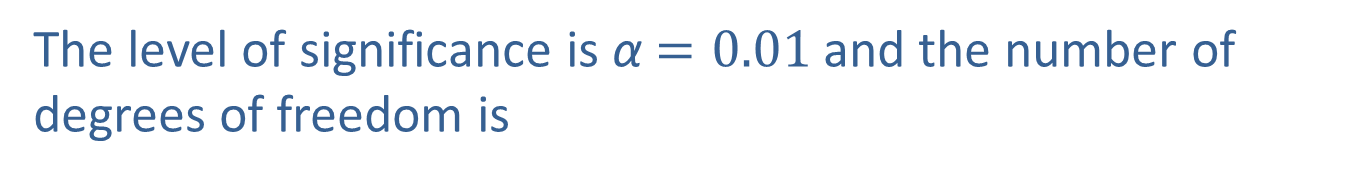 The level of significance is α = 0.01 and the number of
degrees of freedom is